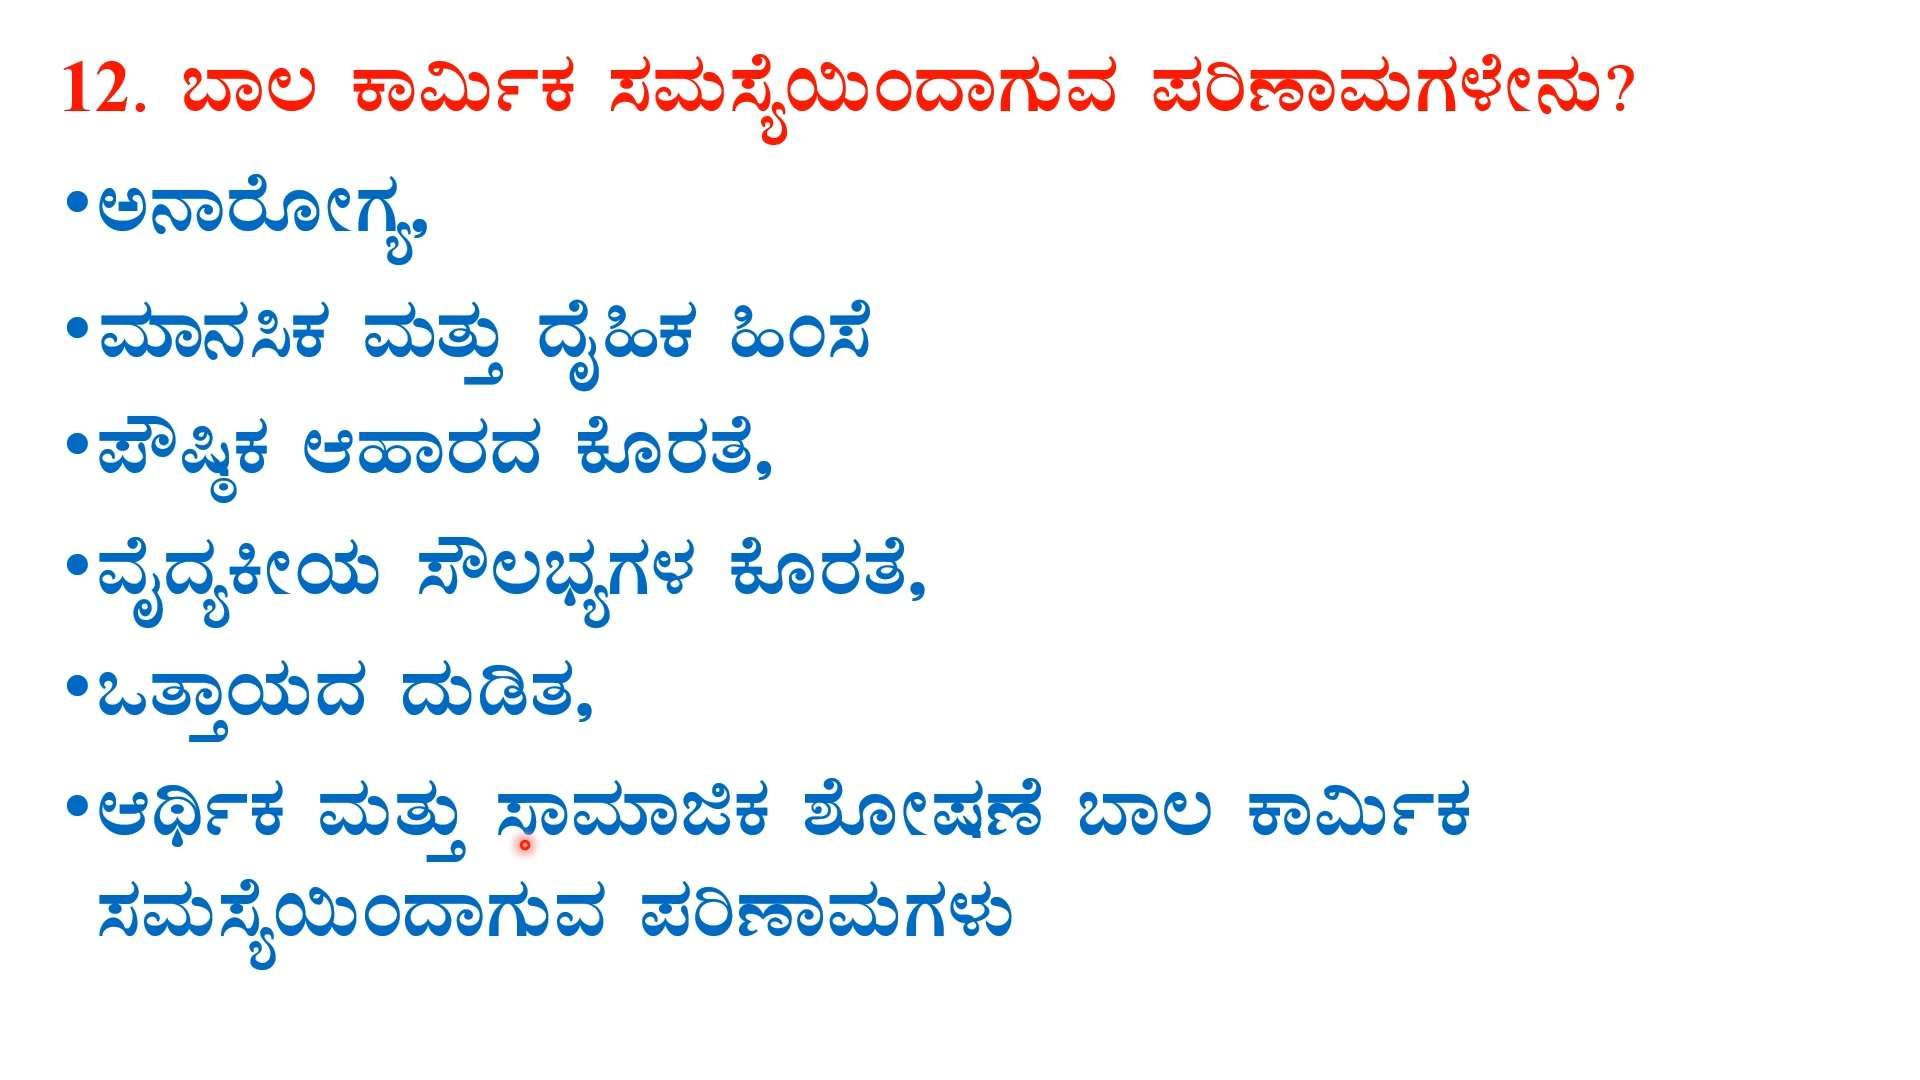 12. ಬಾಲ ಕಾರ್ಮಿಕ ಸಮಸ್ಯೆಯಿಂದಾಗುವ ಪರಿಣಾಮಗಳೇನು?
•ಅನಾರೋಗ್ಯ,
•ಮಾನಸಿಕ ಮತ್ತು ದೈಹಿಕ ಹಿಂಸೆ
•ಪೌಷ್ಠಿಕ ಆಹಾರದ ಕೊರತೆ,
•ವೈದ್ಯಕೀಯ ಸೌಲಭ್ಯಗಳ ಕೊರತೆ,
•ಒತ್ತಾಯದ ದುಡಿತ,
•ಆರ್ಥಿಕ ಮತ್ತು ಸಾಮಾಜಿಕ ಶೋಷಣೆ ಬಾಲ ಕಾರ್ಮಿಕ
ಸಮಸ್ಯೆಯಿಂದಾಗುವ ಪರಿಣಾಮಗಳು